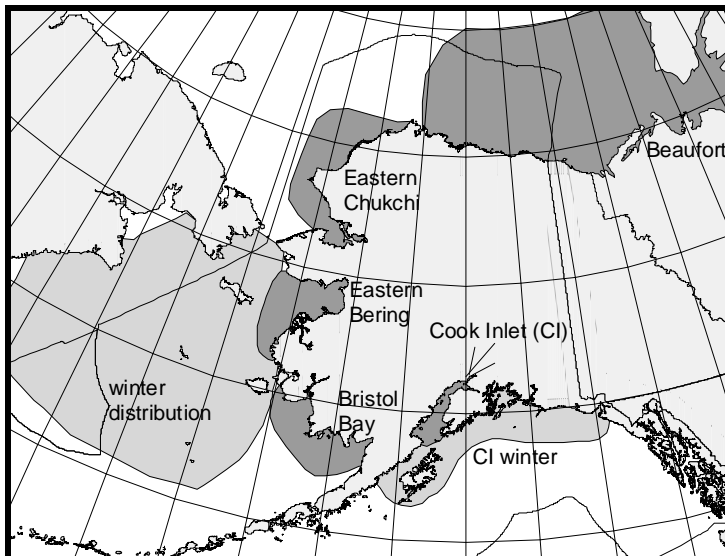 Beaufort
Eastern
Chukchi
Eastern
Bering
Cook Inlet (CI)
winter
distribution
Bristol
Bay
CI winter